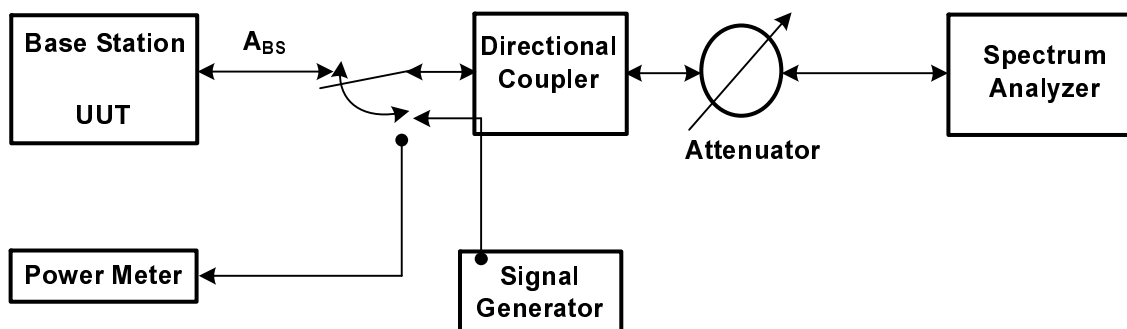 Base Station
UUT
ABS
Directional
Coupler
Spectrum
Analyzer
Attenuator
Power Meter
Signal
Generator